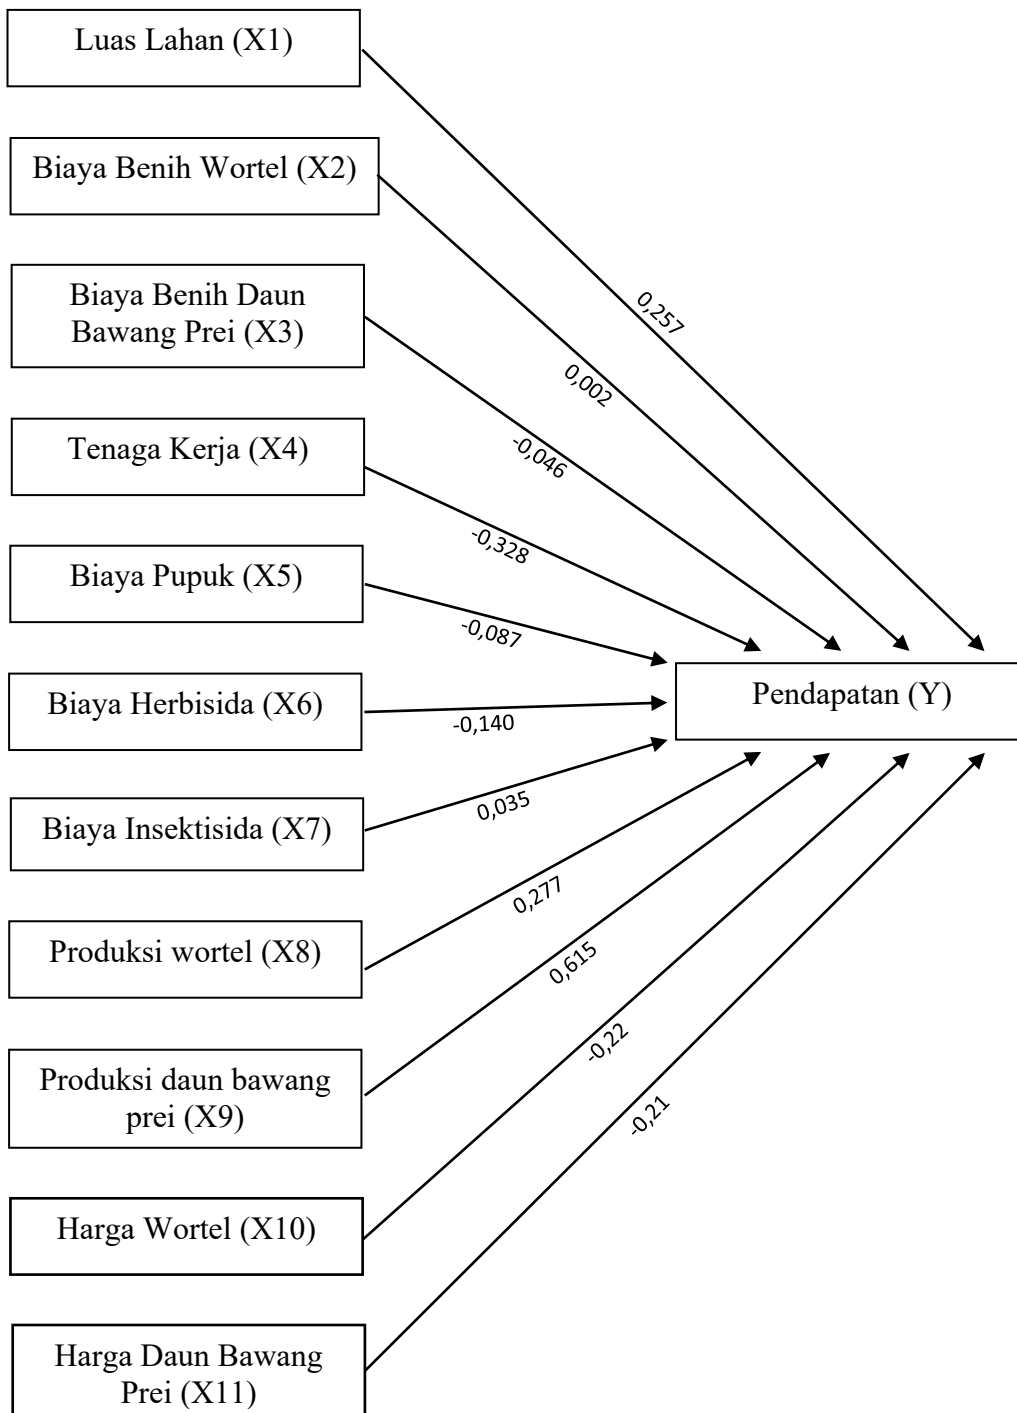 Luas Lahan (X1)
Biaya Benih Wortel (X2)
Biaya Benih Daun
Bawang Prei (X3)
Tenaga Kerja (X4)
Biaya Pupuk (X5)
Biaya Herbisida (X6)
Biaya Insektisida (X7)
Produksi wortel (X8)
Produksi daun bawang
prei (X9)
Harga Wortel (X10)
Harga Daun Bawang
Prei (X11)
0,257
0,002
-0,046
-0,328
-0,087
-0,140
0,035
0,277
0,615
-0,22
-0,21
Pendapatan (Y)